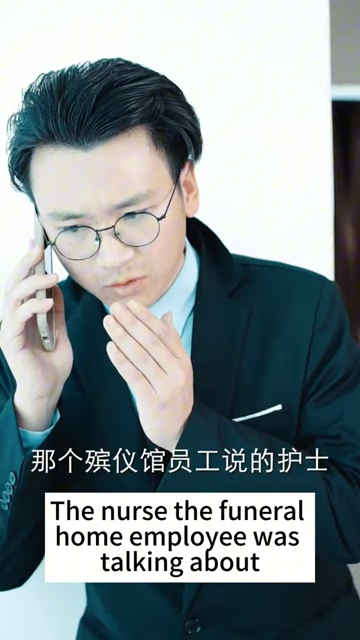 那个殡仪馆员工说的护士
The nurse the funeral
home employee was
talking about